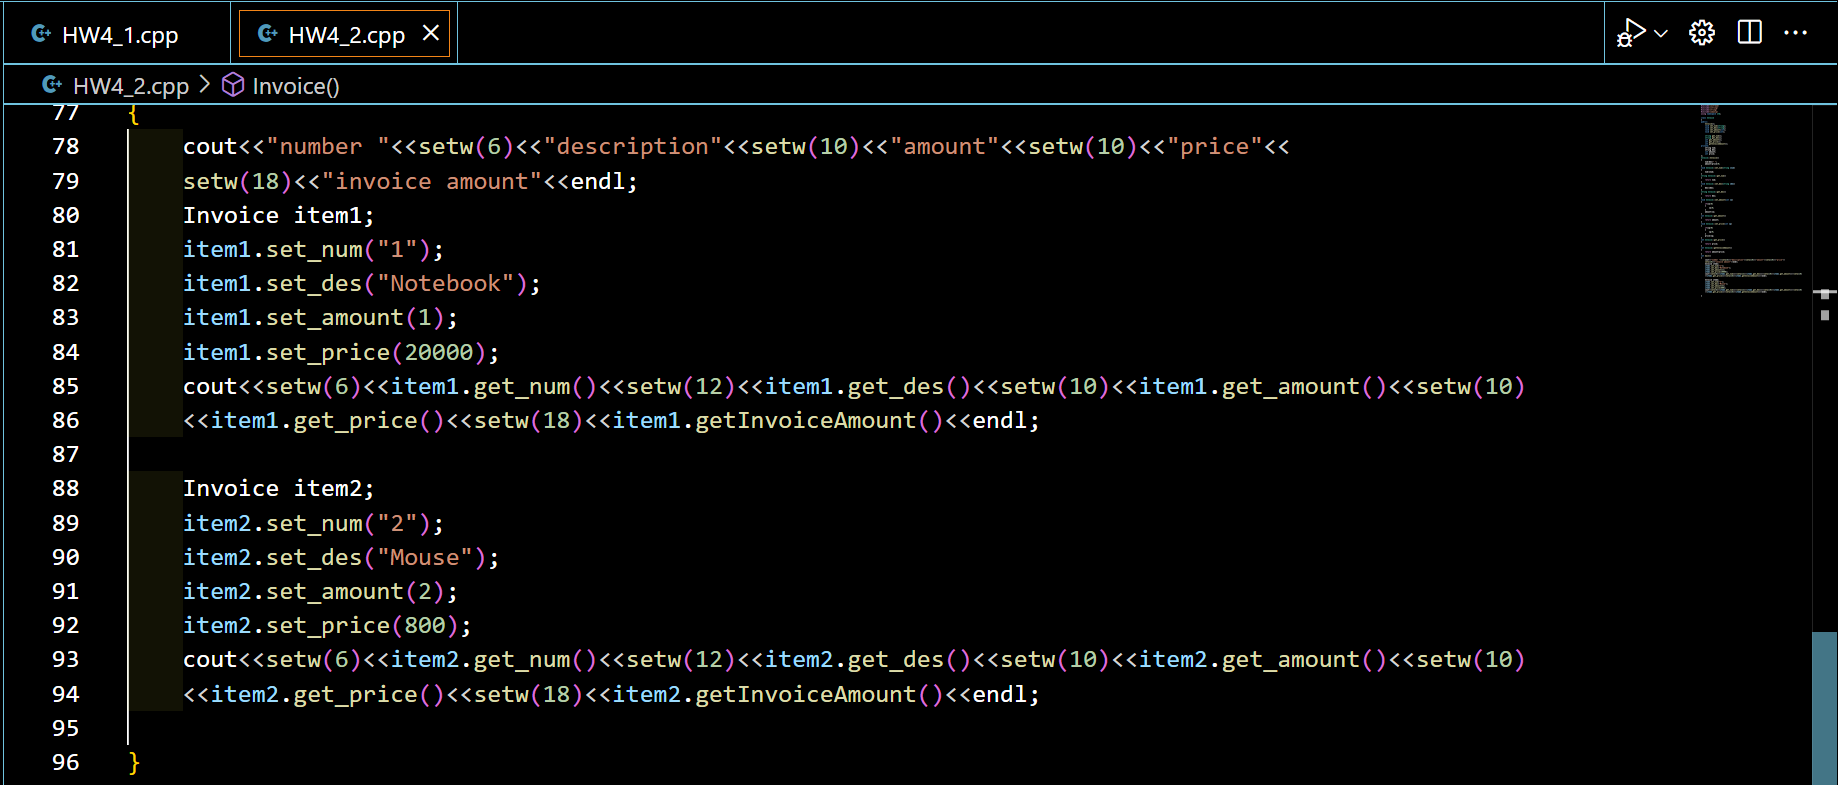 HW4_1.cpp
HW4_2.cpp
HW4_2.cpp > Invoice()
77 {
78 cout<<"number "<<setw(6)<<"description"<<setw(10)<<"amount"<<setw(10)<<"price"<<
79 setw(18)<<"invoice amount"<<endl;
80 Invoice item1;
81 item1.set_num("1");
82 item1.set_des("Notebook");
83 item1.set_amount(1);
84 item1.set_price(20000);
85 cout<<setw(6)<<item1.get_num()<<setw(12)<<item1.get_des()<<setw(10)<<item1.get_amount()<<setw(10)
86 <<item1.get_price()<<setw(18)<<item1.getInvoiceAmount()<<endl;
87
88 Invoice item2;
89 item2.set_num("2");
90 item2.set_des("Mouse");
91 item2.set_amount(2);
92 item2.set_price(800);
93 cout<<setw(6)<<item2.get_num()<<setw(12)<<item2.get_des()<<setw(10)<<item2.get_amount()<<setw(10)
94 <<item2.get_price()<<setw(18)<<item2.getInvoiceAmount()<<endl;
95
96 }